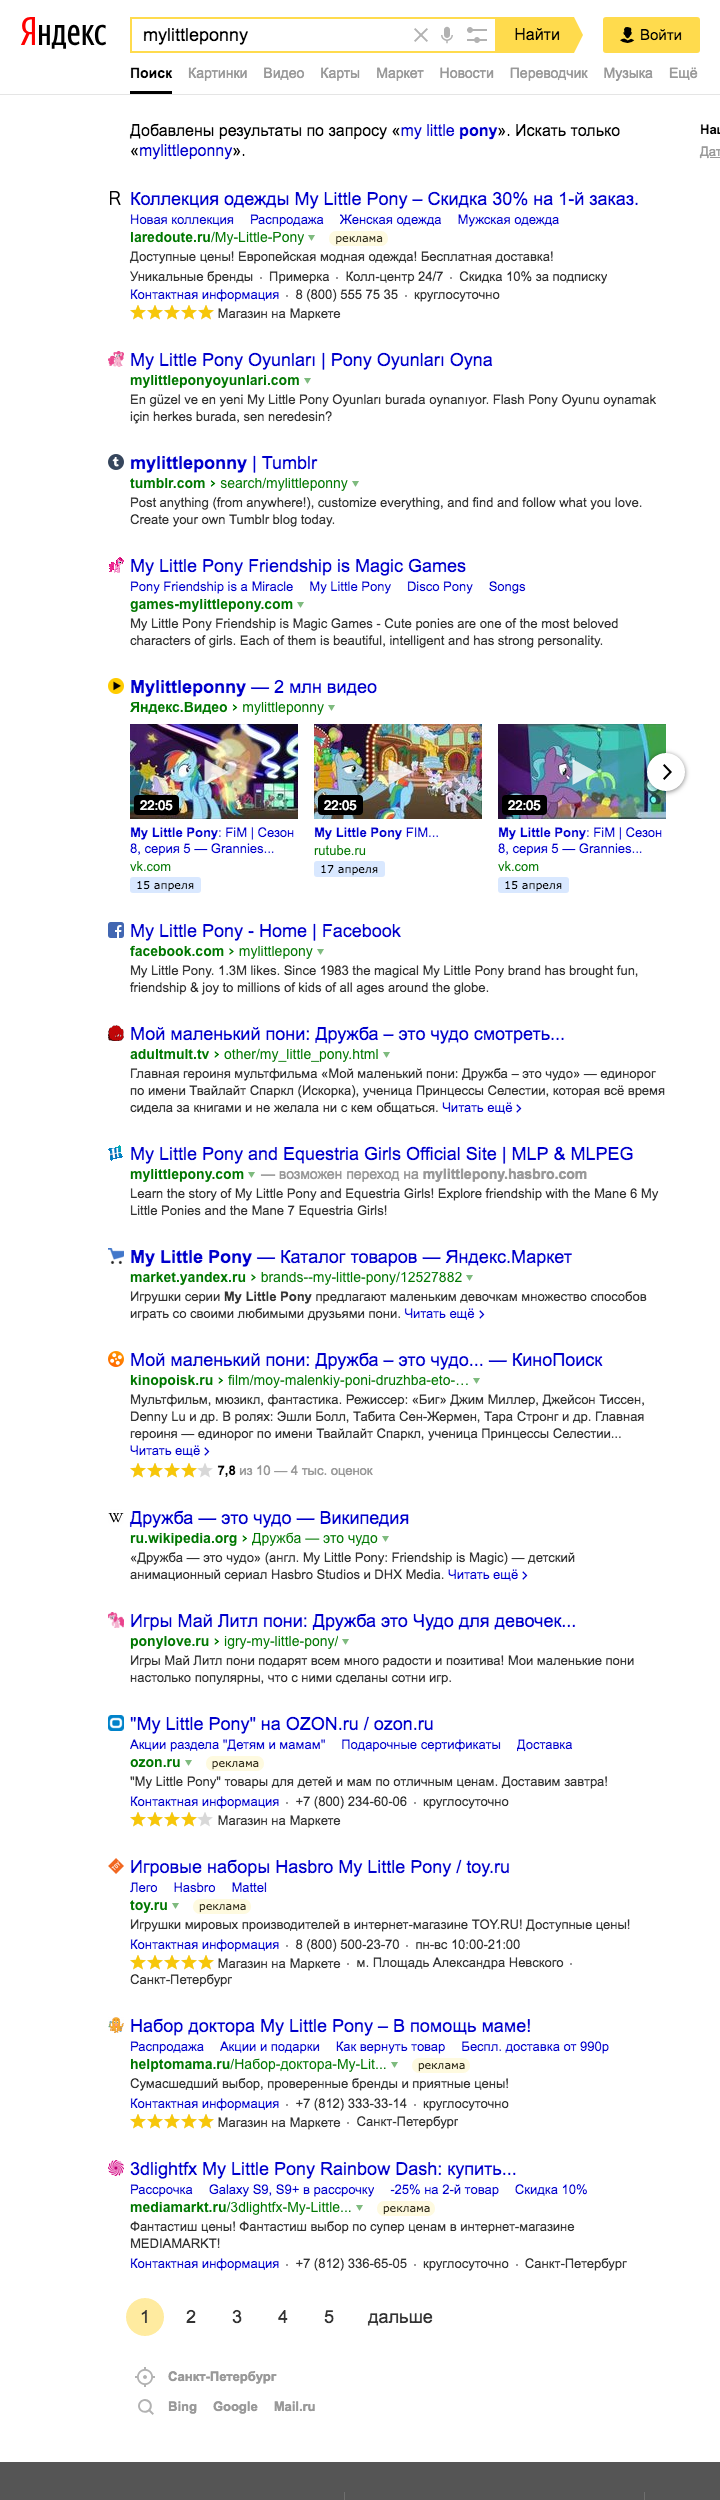 Яндекс
mylittleponny
Найти
Войти
Поиск Картинки Видео Карты Маркет Новости Переводчик Музыка Ещё
Добавлены результаты по запросу «my little pony». Искать только
«mylittleponny».
R Коллекция одежды My Little Pony – Скидка 30% на 1-й заказ.
Новая коллекция Распродажа Женская одежда Мужская одежда
laredoute.ru/My-Little-Pony реклама
Доступные цены! Европейская модная одежда! Бесплатная доставка!
Уникальные бренды · Примерка · Колл-центр 24/7 · Скидка 10% за подписку
Контактная информация · 8 (800) 555 75 35 · круглосуточно
Магазин на Маркете
My Little Pony Oyunları | Pony Oyunları Oyna
mylittleponyoyunlari.com
En güzel ve en yeni My Little Pony Oyunları burada oynanıyor. Flash Pony Oyunu oynamak
için herkes burada, sen neredesin?
mylittleponny | Tumblr
tumblr.com › search/mylittleponny
Post anything (from anywhere!), customize everything, and find and follow what you love.
Create your own Tumblr blog today.
My Little Pony Friendship is Magic Games
Pony Friendship is a Miracle My Little Pony Disco Pony Songs
games-mylittlepony.com
My Little Pony Friendship is Magic Games - Cute ponies are one of the most beloved
characters of girls. Each of them is beautiful, intelligent and has strong personality.
Mylittleponny — 2 млн видео
Яндекс.Видео › mylittleponny
22:05 22:05 22:05
My Little Pony: FiM | Сезон My Little Pony FIM... My Little Pony: FiM | Сезон
8, серия 5 — Grannies... rutube.ru 8, серия 5 — Grannies...
vk.com 17 апреля vk.com
15 апреля 15 апреля
My Little Pony - Home | Facebook
facebook.com › mylittlepony
My Little Pony. 1.3M likes. Since 1983 the magical My Little Pony brand has brought fun,
friendship & joy to millions of kids of all ages around the globe.
Мой маленький пони: Дружба – это чудо смотреть...
adultmult.tv › other/my_little_pony.html
Главная героиня мультфильма «Мой маленький пони: Дружба – это чудо» — единорог
по имени Твайлайт Спаркл (Искорка), ученица Принцессы Селестии, которая всё время
сидела за книгами и не желала ни с кем общаться. Читать ещё ›
My Little Pony and Equestria Girls Official Site | MLP & MLPEG
mylittlepony.com — возможен переход на mylittlepony.hasbro.com
Learn the story of My Little Pony and Equestria Girls! Explore friendship with the Mane 6 My
Little Ponies and the Mane 7 Equestria Girls!
My Little Pony — Каталог товаров — Яндекс.Маркет
market.yandex.ru › brands--my-little-pony/12527882
Игрушки серии My Little Pony предлагают маленьким девочкам множество способов
играть со своими любимыми друзьями пони. Читать ещё ›
Мой маленький пони: Дружба – это чудо... — КиноПоиск
kinopoisk.ru › film/moy-malenkiy-poni-druzhba-eto-…
Мультфильм, мюзикл, фантастика. Режиссер: «Биг» Джим Миллер, Джейсон Тиссен,
Denny Lu и др. В ролях: Эшли Болл, Табита Сен-Жермен, Тара Стронг и др. Главная
героиня — единорог по имени Твайлайт Спаркл, ученица Принцессы Селестии...
Читать ещё ›
7,8 из 10 — 4 тыс. оценок
W Дружба — это чудо — Википедия
ru.wikipedia.org › Дружба — это чудо
«Дружба — это чудо» (англ. My Little Pony: Friendship is Magic) — детский
анимационный сериал Hasbro Studios и DHX Media. Читать ещё ›
Игры Май Литл пони: Дружба это Чудо для девочек...
ponylove.ru › igry-my-little-pony/
Игры Май Литл пони подарят всем много радости и позитива! Мои маленькие пони
настолько популярны, что с ними сделаны сотни игр.
"My Little Pony" на OZON.ru / ozon.ru
Акции раздела "Детям и мамам" Подарочные сертификаты Доставка
ozon.ru реклама
"My Little Pony" товары для детей и мам по отличным ценам. Доставим завтра!
Контактная информация · +7 (800) 234-60-06 · круглосуточно
Магазин на Маркете
Игровые наборы Hasbro My Little Pony / toy.ru
Лего Hasbro Mattel
toy.ru реклама
Игрушки мировых производителей в интернет-магазине TOY.RU! Доступные цены!
Контактная информация · 8 (800) 500-23-70 · пн-вс 10:00-21:00
Магазин на Маркете · м. Площадь Александра Невского ·
Санкт-Петербург
Набор доктора My Little Pony – В помощь маме!
Распродажа Акции и подарки Как вернуть товар Беспл. доставка от 990р
helptomama.ru/Набор-доктора-My-Lit... реклама
Сумасшедший выбор, проверенные бренды и приятные цены!
Контактная информация · +7 (812) 333-33-14 · круглосуточно
Магазин на Маркете · Санкт-Петербург
3dlightfx My Little Pony Rainbow Dash: купить...
Рассрочка Galaxy S9, S9+ в рассрочку -25% на 2-й товар Скидка 10%
mediamarkt.ru/3dlightfx-My-Little... реклама
Фантастиш цены! Фантастиш выбор по супер ценам в интернет-магазине
MEDIAMARKT!
Контактная информация · +7 (812) 336-65-05 · круглосуточно · Санкт-Петербург
1 2 3 4 5 дальше
Санкт-Петербург
Bing Google Mail.ru